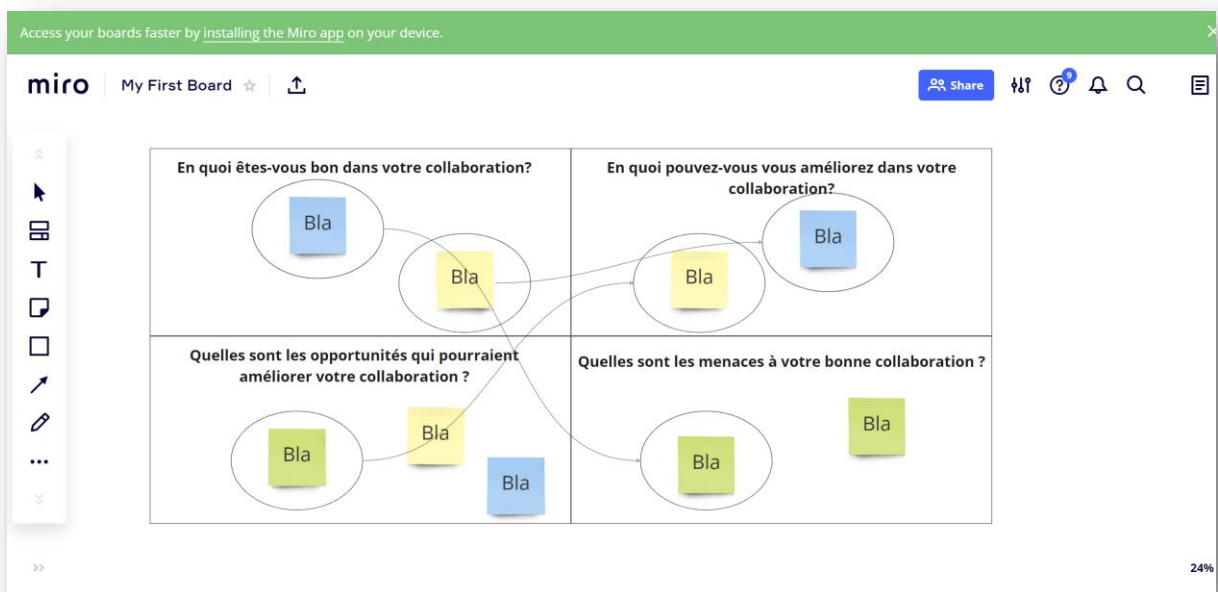 Access your boards faster by installing the Miro app on your device.
miro
My First Board
Share
9
En quoi êtes-vous bon dans votre collaboration?
Bla
Bla
En quoi pouvez-vous vous améliorez dans votre
collaboration?
Bla
Bla
Quelles sont les opportunités qui pourraient
améliorer votre collaboration ?
Bla
Bla
Bla
Quelles sont les menaces à votre bonne collaboration ?
Bla
Bla
24%